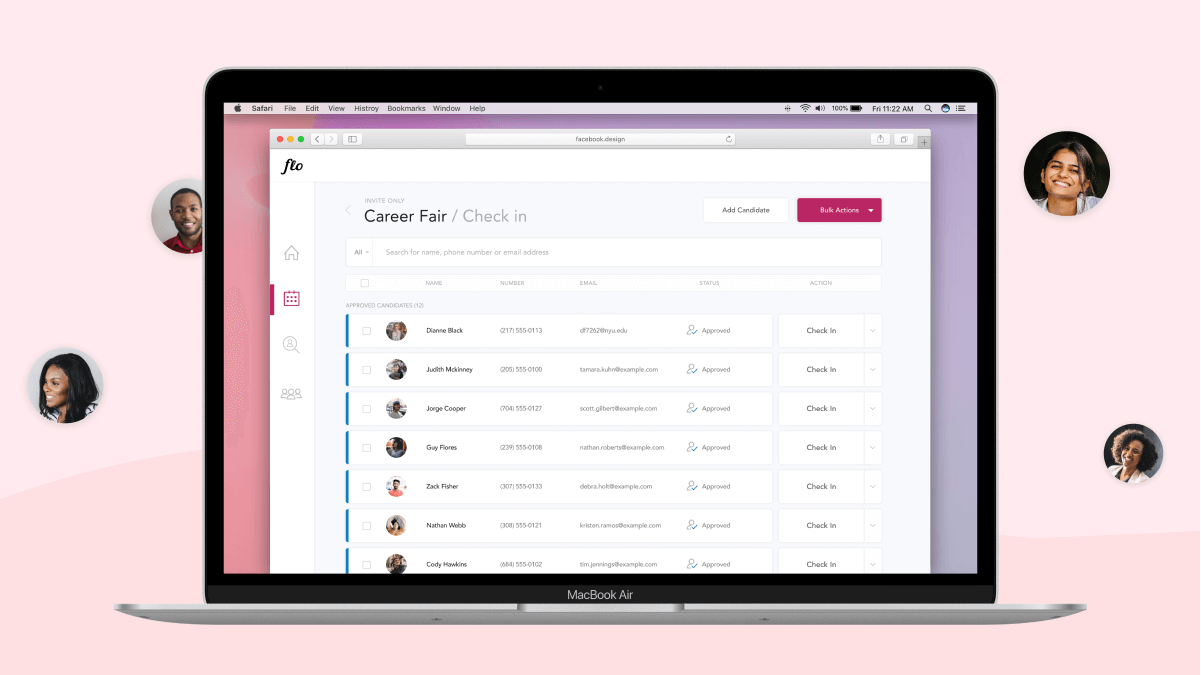 Safari File Edit View Histroy Bookmarks Window Help 100% Fri 11:22 AM
facebook.design
flo
INVITE ONLY
Career Fair / Check in
Add Candidate
Bulk Actions
All
Search for name, phone number or email address
NAME NUMBER EMAIL STATUS ACTION
APPROVED CANDIDATES (12)
Dianne Black (217) 555-0113 df7262@nyu.edu Approved Check In
Judith Mckinney (205) 555-0100 tamara.kuhn@example.com Approved Check In
Jorge Cooper (704) 555-0127 scott.gilbert@example.com Approved Check In
Guy Flores (239) 555-0108 nathan.roberts@example.com Approved Check In
Zack Fisher (307) 555-0133 debra.holt@example.com Approved Check In
Nathan Webb (308) 555-0121 kristen.ramos@example.com Approved Check In
Cody Hawkins (684) 555-0102 tim.jennings@example.com Approved Check In
MacBook Air